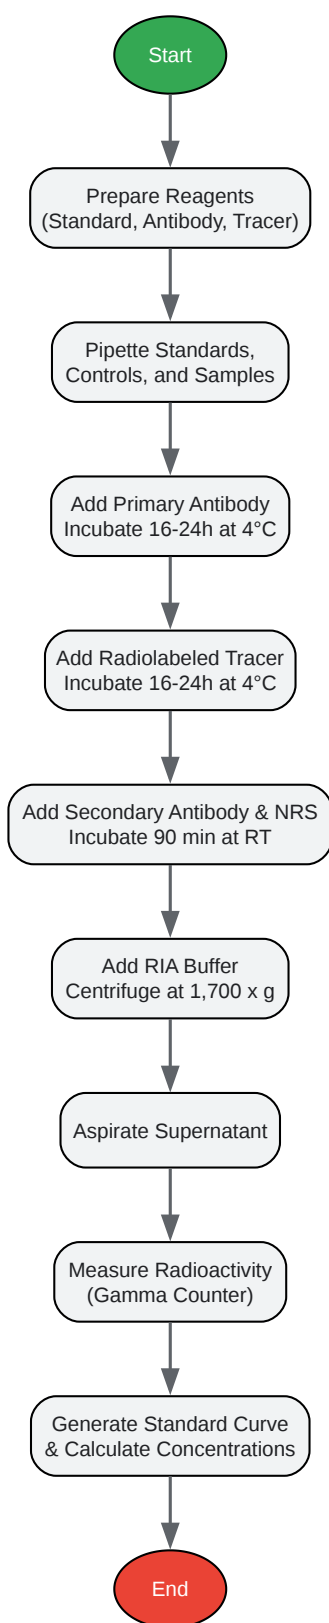 Start
Prepare Reagents
(Standard, Antibody, Tracer)
Pipette Standards,
Controls, and Samples
Add Primary Antibody
Incubate 16-24h at 4°C
Add Radiolabeled Tracer
Incubate 16-24h at 4°C
Add Secondary Antibody & NRS
Incubate 90 min at RT
Add RIA Buffer
Centrifuge at 1,700 x g
Aspirate Supernatant
Measure Radioactivity
(Gamma Counter)
Generate Standard Curve
& Calculate Concentrations
End